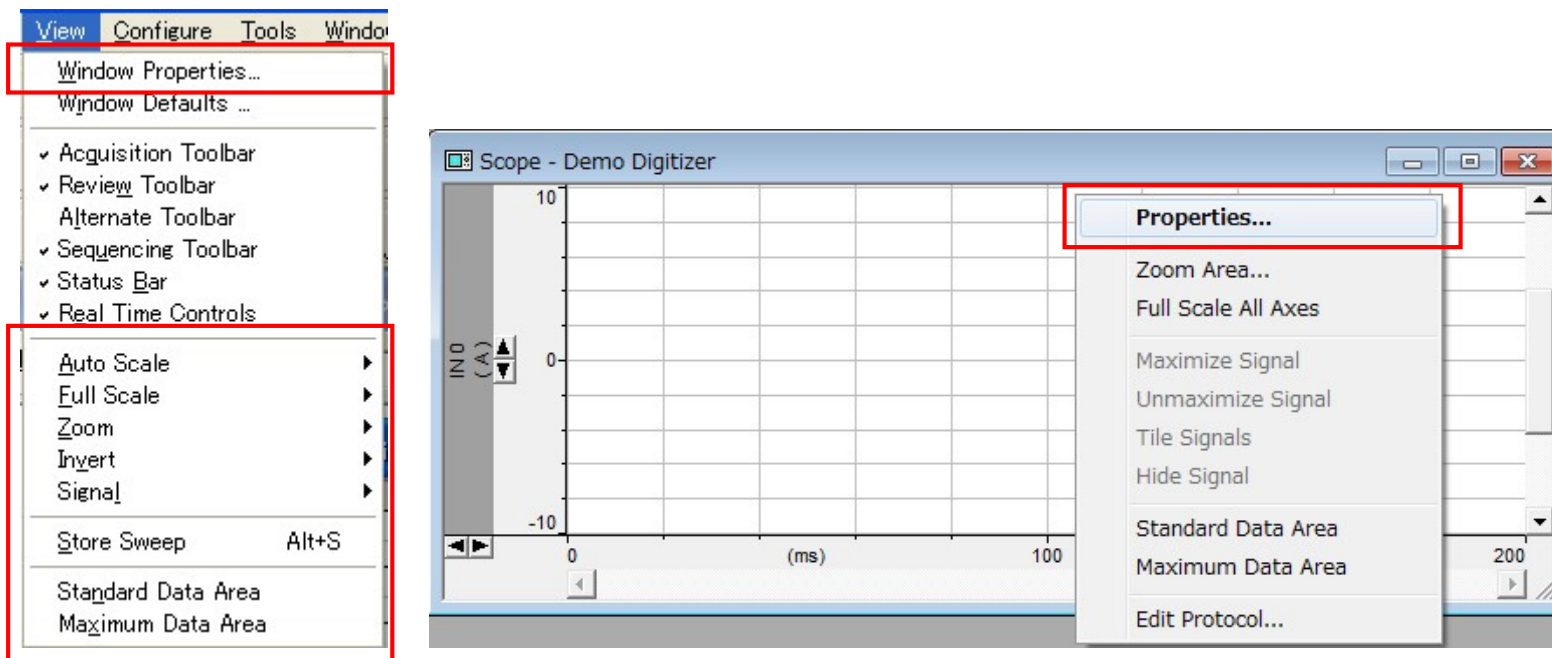 View Configure Tools Windo
Window Properties...
Window Defaults ...
Acquisition Toolbar
Review Toolbar
Alternate Toolbar
Sequencing Toolbar
Status Bar
Real Time Controls
Auto Scale
Full Scale
Zoom
Invert
Signal
Store Sweep Alt+S
Standard Data Area
Maximum Data Area
Scope - Demo Digitizer
10
IN 0
(A)
0
-10
0 (ms) 100 200
Properties...
Zoom Area...
Full Scale All Axes
Maximize Signal
Unmaximize Signal
Tile Signals
Hide Signal
Standard Data Area
Maximum Data Area
Edit Protocol...